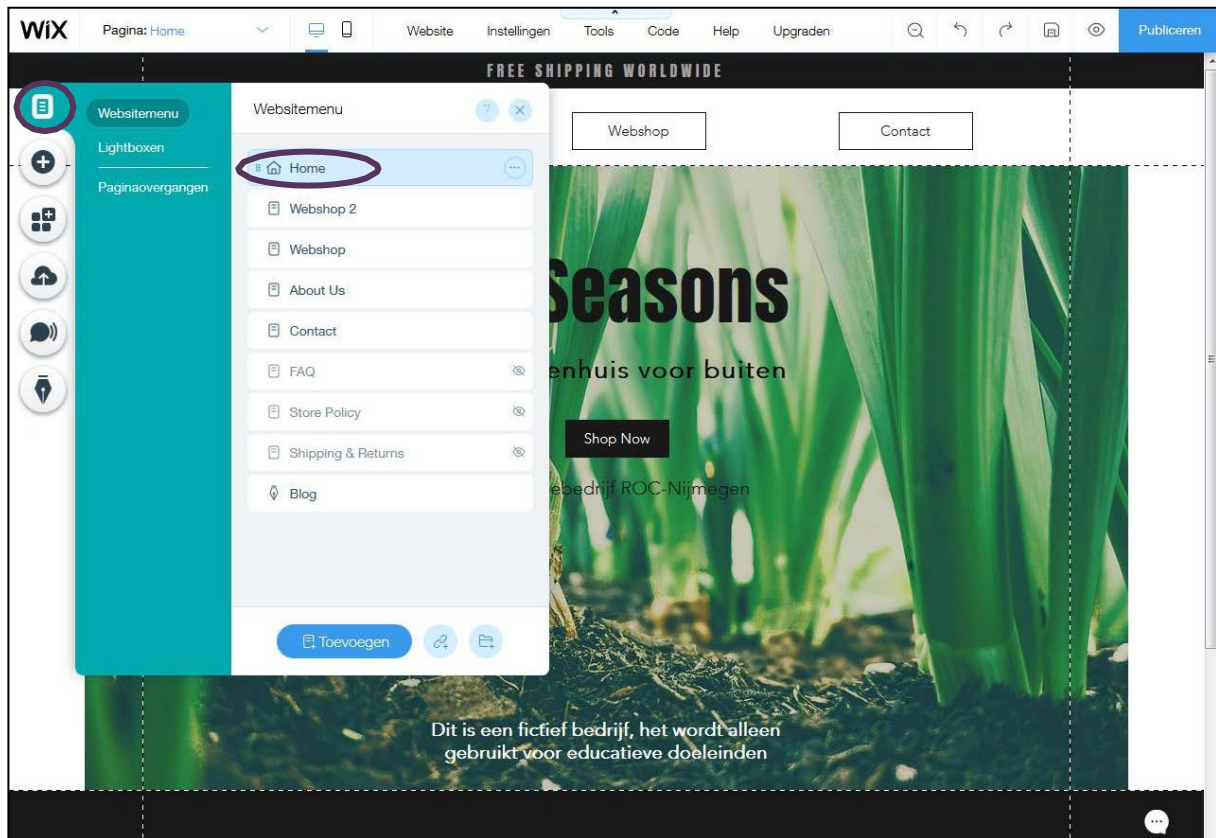 WiX Pagina: Home Website Instellingen Tools Code Help Upgraden Publiceren
FREE SHIPPING WORLDWIDE
Websitemenu
Lightboxen
Paginaovergangen
Websitemenu ?
Home
Webshop 2
Webshop
About Us
Contact
FAQ
Store Policy
Shipping & Returns
Blog
Toevoegen
Webshop Contact
Seasons
enhuis voor buiten
Shop Now
ebedrijf ROC-Nijmegen
Dit is een fictief bedrijf, het wordt alleen
gebruikt voor educatieve doeleinden